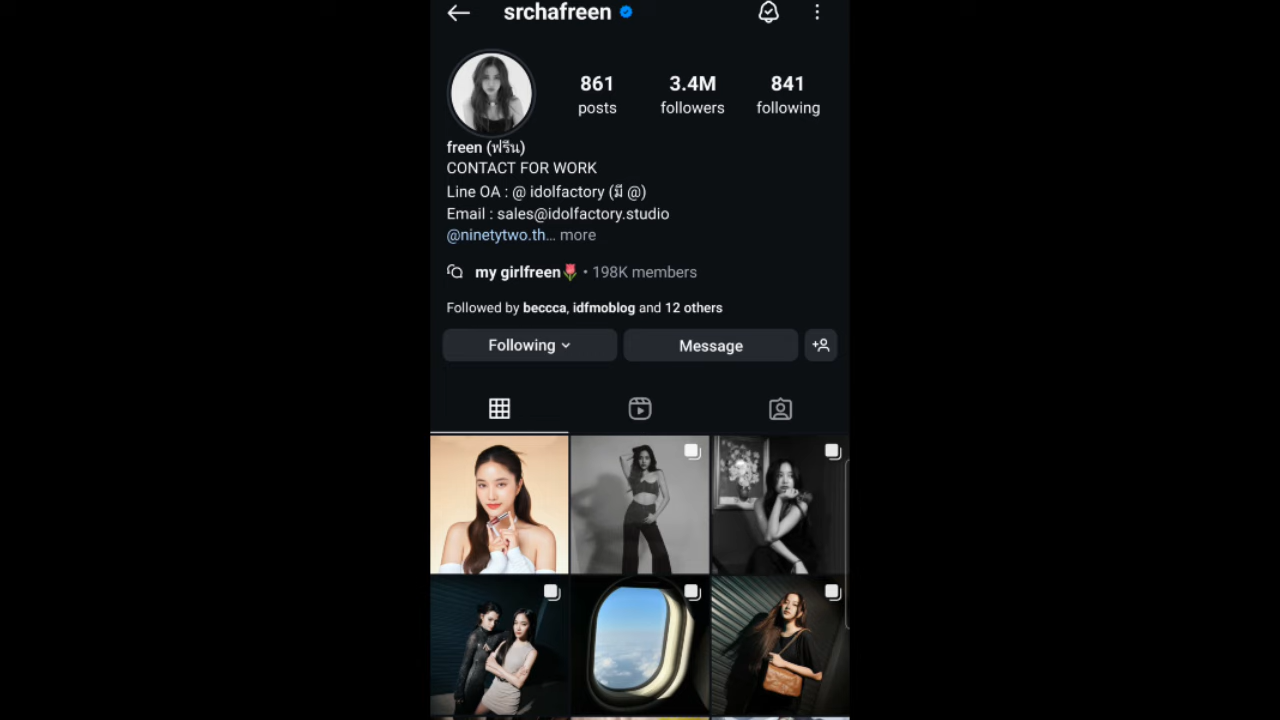 srchafreen
861 3.4M 841
posts followers following
freen (ฟรีน)
CONTACT FOR WORK
Line OA : @ idolfactory (มี @)
Email : sales@idolfactory.studio
@ninetytwo.th... more
my girlfreen🌷 • 198K members
Followed by beccca, idfmoblog and 12 others
Following Message